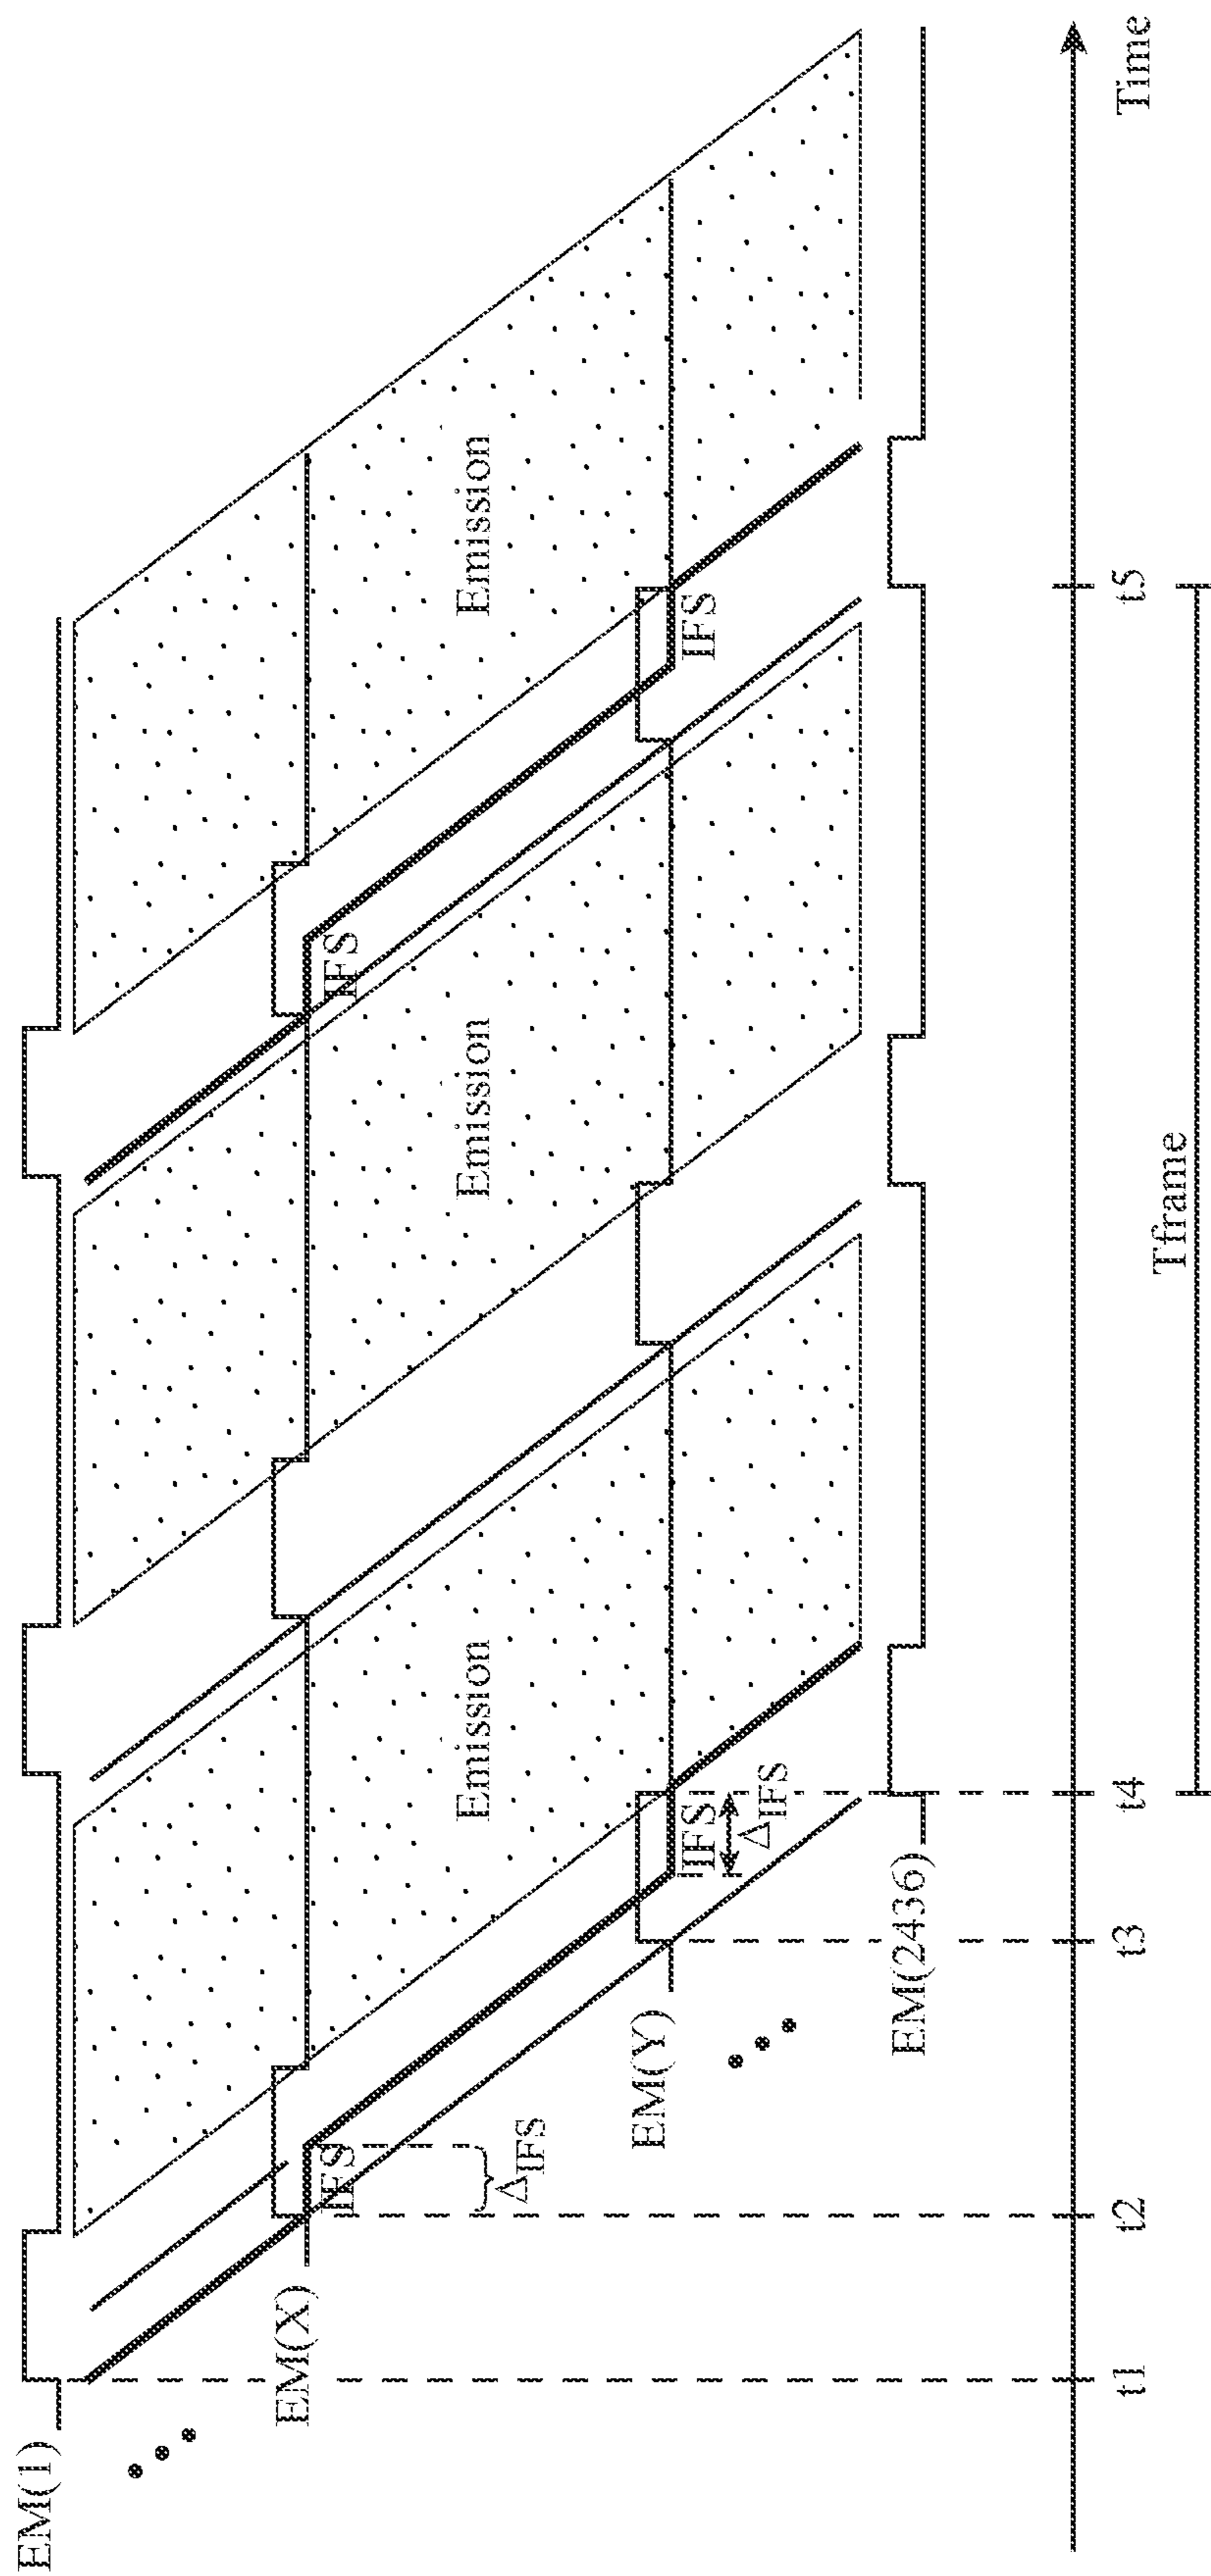 EM(1)
EM(X)
EM(Y)
EM(2436)
IFS
ΔIFS
IFS
ΔIFS
IFS
IFS
Emission
Emission
Emission
t1
t2
t3
t4
t5
Time
Tframe